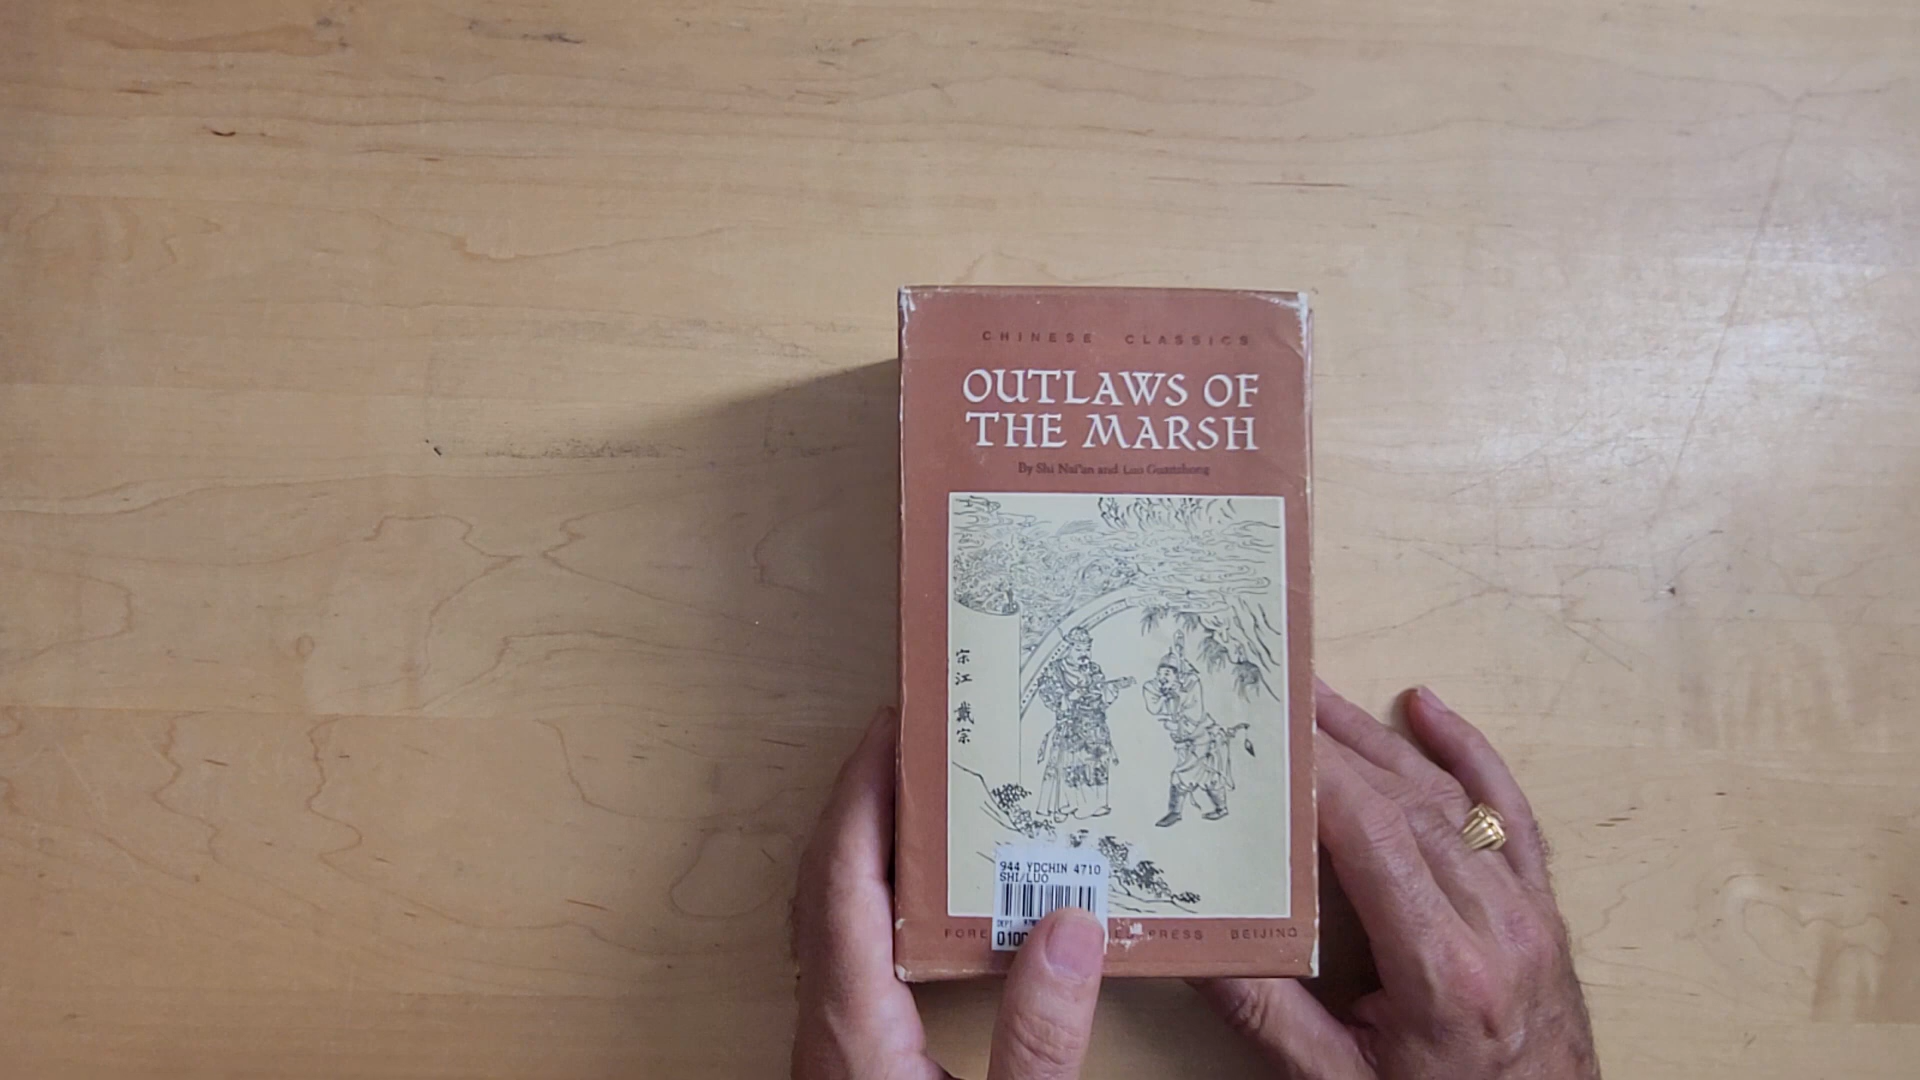 CHINESE CLASSICS
OUTLAWS OF
THE MARSH
By Shi Nai'an and Luo Guanzhong
宋江
戴宗
944 YDCHIN 4710
SHI/LUO
DEPT
PRESS BEIJING